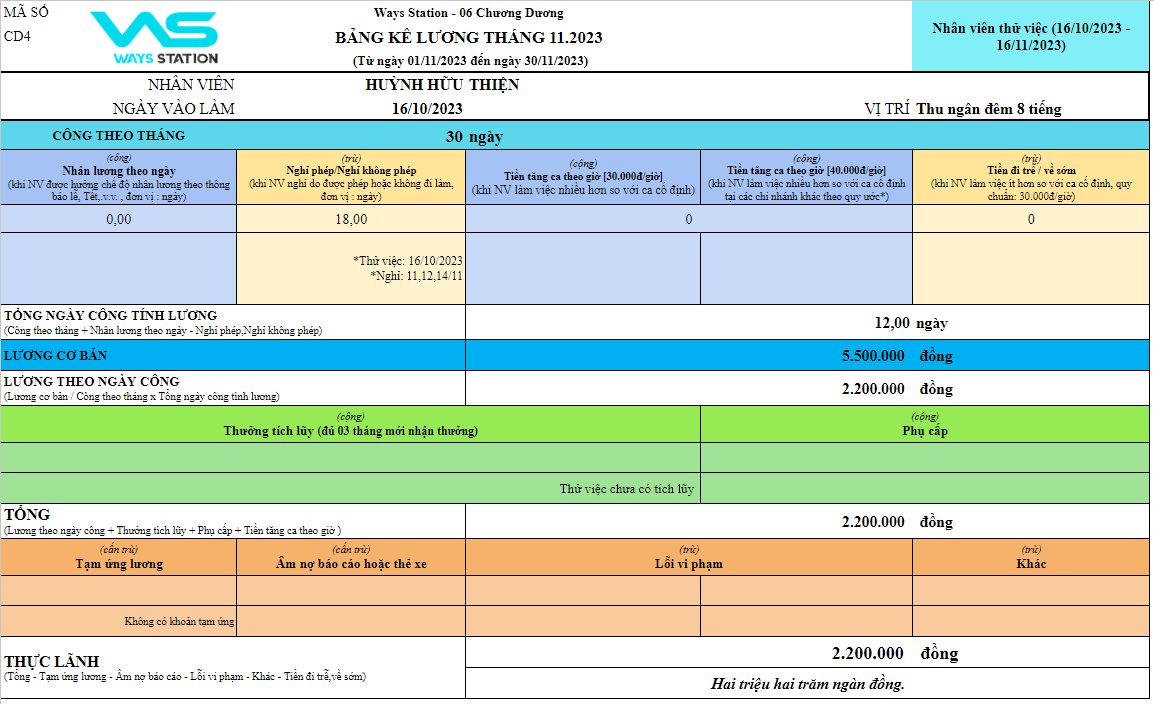 MÃ SỐ
CD4
WAYS STATION
Ways Station - 06 Chương Dương
BẢNG KÊ LƯƠNG THÁNG 11.2023
(Từ ngày 01/11/2023 đến ngày 30/11/2023)
Nhân viên thử việc (16/10/2023 -
16/11/2023)
NHÂN VIÊN
HUỲNH HỮU THIỆN
NGÀY VÀO LÀM
16/10/2023
VỊ TRÍ Thu ngân đêm 8 tiếng
CÔNG THEO THÁNG
30 ngày
(cộng)
Nhân lương theo ngày
(khi NV được hưởng chế độ nhân lương theo thông
báo lễ, Tết,.v.v. , đơn vị : ngày)
(trừ)
Nghỉ phép/Nghỉ không phép
(khi NV nghỉ do được phép hoặc không đi làm,
đơn vị : ngày)
(cộng)
Tiền tăng ca theo giờ [30.000đ/giờ]
(khi NV làm việc nhiều hơn so với ca cố định)
(cộng)
Tiền tăng ca theo giờ [40.000đ/giờ]
(khi NV làm việc nhiều hơn so với ca cố định
tại các chi nhánh khác theo quy ước*)
(trừ)
Tiền đi trễ / về sớm
(khi NV làm việc ít hơn so với ca cố định, quy
chuẩn: 30.000đ/giờ)
0,00
18,00
0
0
*Thử việc: 16/10/2023
*Nghỉ: 11,12,14/11
TỔNG NGÀY CÔNG TÍNH LƯƠNG
(Công theo tháng + Nhân lương theo ngày - Nghỉ phép,Nghỉ không phép)
12,00 ngày
LƯƠNG CƠ BẢN
5.500.000 đồng
LƯƠNG THEO NGÀY CÔNG
(Lương cơ bản / Công theo tháng x Tổng ngày công tính lương)
2.200.000 đồng
(cộng)
Thưởng tích lũy (đủ 03 tháng mới nhận thưởng)
(cộng)
Phụ cấp
Thử việc chưa có tích lũy
TỔNG
(Lương theo ngày công + Thưởng tích lũy + Phụ cấp + Tiền tăng ca theo giờ )
2.200.000 đồng
(cấn trừ)
Tạm ứng lương
(cấn trừ)
Âm nợ báo cáo hoặc thẻ xe
(trừ)
Lỗi vi phạm
(trừ)
Khác
Không có khoản tạm ứng
THỰC LÃNH
(Tổng - Tạm ứng lương - Âm nợ báo cáo - Lỗi vi phạm - Khác - Tiền đi trễ,về sớm)
2.200.000 đồng
Hai triệu hai trăm ngàn đồng.